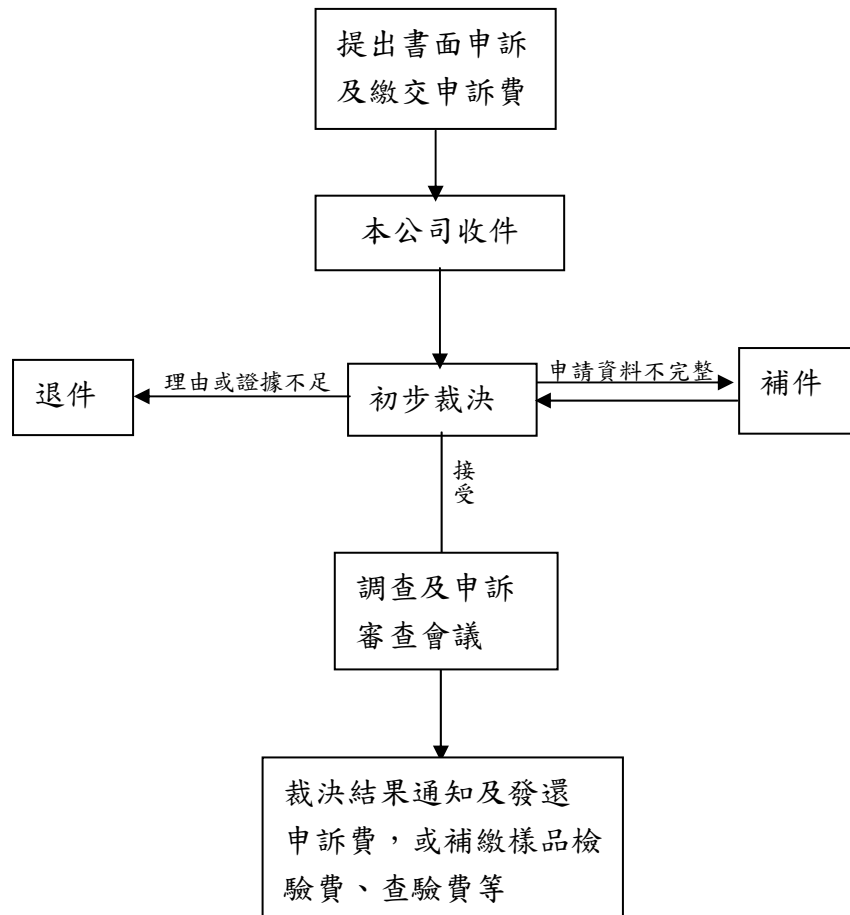 提出書面申訴
及繳交申訴費
本公司收件
退件
理由或證據不足
初步裁決
申請資料不完整
補件
接
受
調查及申訴
審查會議
裁決結果通知及發還
申訴費，或補繳樣品檢
驗費、查驗費等